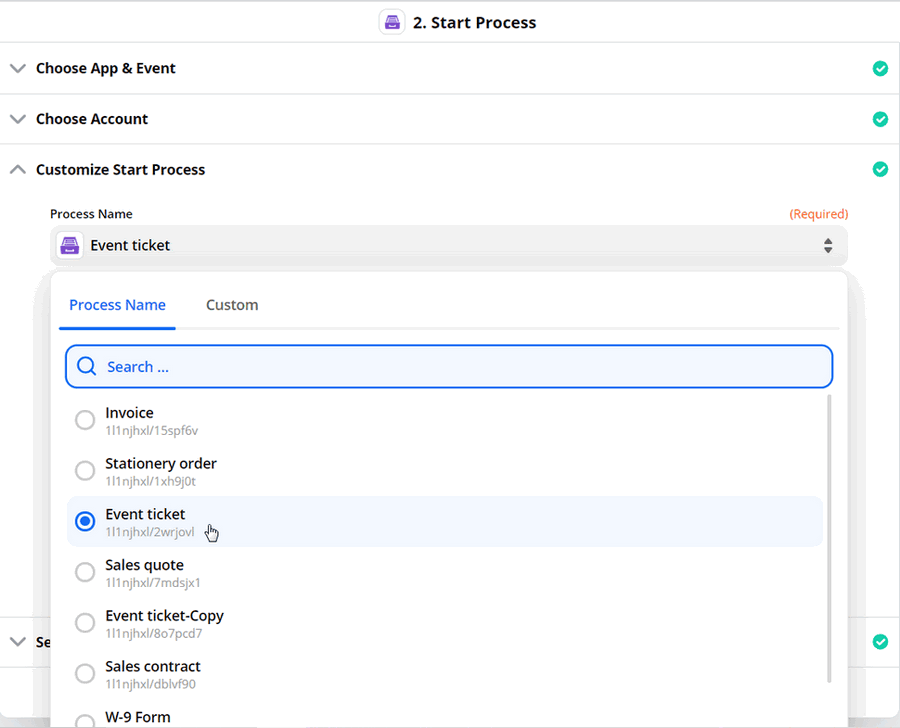 2. Start Process
Choose App & Event
Choose Account
Customize Start Process
Process Name
(Required)
Event ticket
Process Name
Custom
Search ...
Invoice
1l1njhxl/15spf6v
Stationery order
1l1njhxl/1xh9j0t
Event ticket
1l1njhxl/2wrjovl
Sales quote
1l1njhxl/7mdsjx1
Event ticket-Copy
1l1njhxl/8o7pcd7
Se
Sales contract
1l1njhxl/dblvf90
W-9 Form